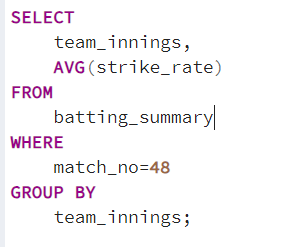 SELECT
team_innings,
AVG(strike_rate)
FROM
batting_summary
WHERE
match_no=48
GROUP BY
team_innings;